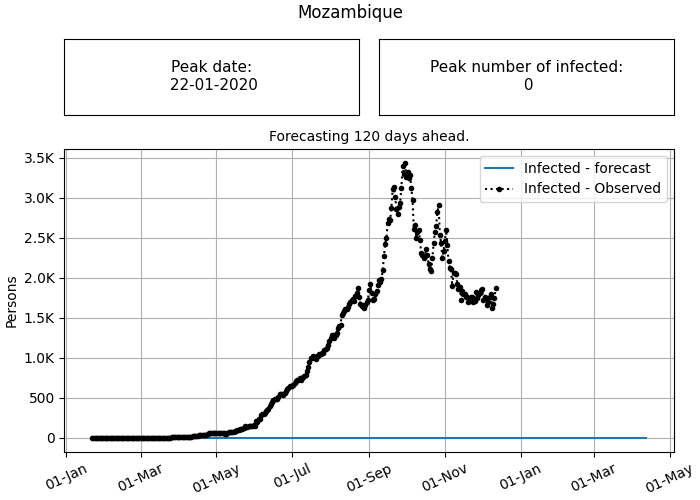 Mozambique
Peak date:
22-01-2020
Peak number of infected:
0
Forecasting 120 days ahead.
Infected - forecast
Infected - Observed
Persons
3.5K
3.0K
2.5K
2.0K
1.5K
1.0K
500
0
01-Jan
01-Mar
01-May
01-Jul
01-Sep
01-Nov
01-Jan
01-Mar
01-May